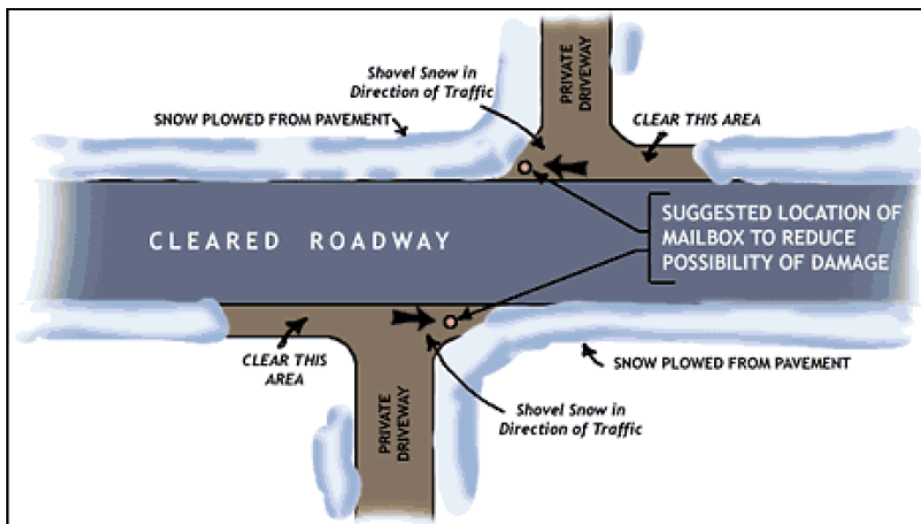 Shovel Snow in
Direction of Traffic
PRIVATE
DRIVEWAY
SNOW PLOWED FROM PAVEMENT
CLEAR THIS AREA
CLEARED ROADWAY
SUGGESTED LOCATION OF
MAILBOX TO REDUCE
POSSIBILITY OF DAMAGE
CLEAR THIS
AREA
SNOW PLOWED FROM PAVEMENT
PRIVATE
DRIVEWAY
Shovel Snow in
Direction of Traffic